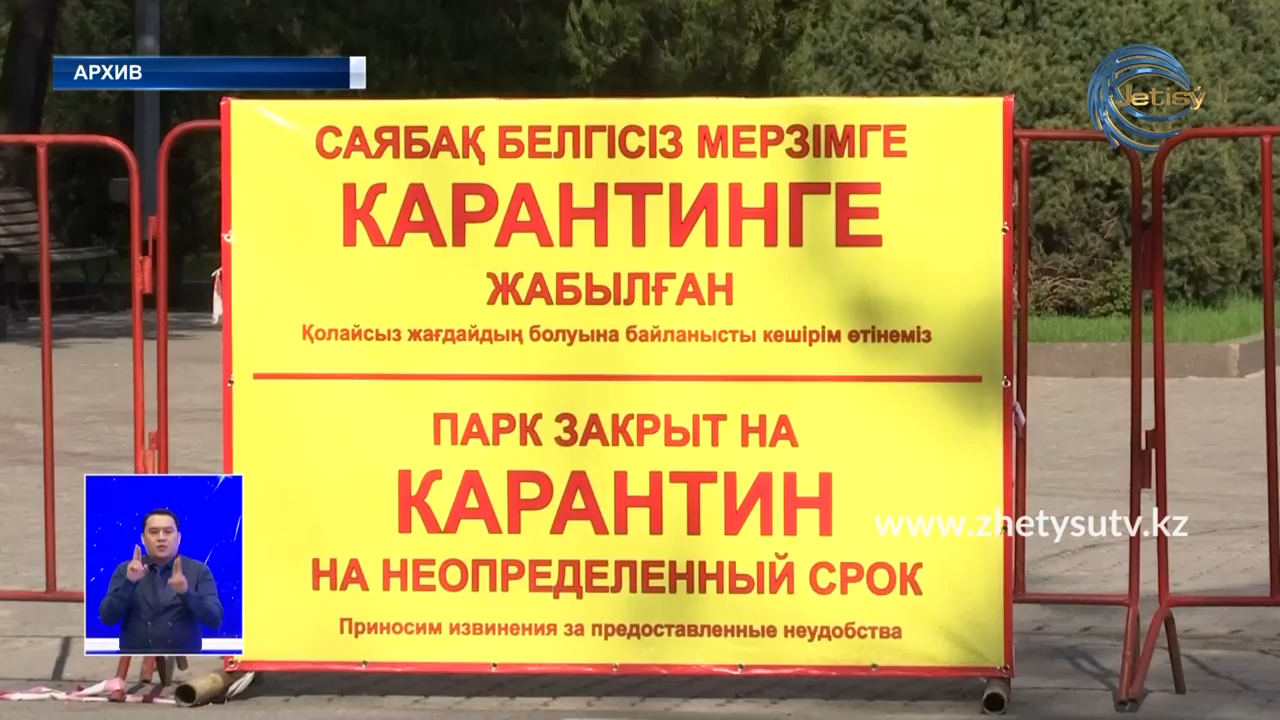 АРХИВ
Jetisý
САЯБАҚ БЕЛГІСІЗ МЕРЗІМГЕ
КАРАНТИНГЕ
ЖАБЫЛҒАН
Қолайсыз жағдайдың болуына байланысты кешірім өтінеміз
ПАРК ЗАКРЫТ НА
КАРАНТИН
НА НЕОПРЕДЕЛЕННЫЙ СРОК
Приносим извинения за предоставленные неудобства
www.zhetysutv.kz